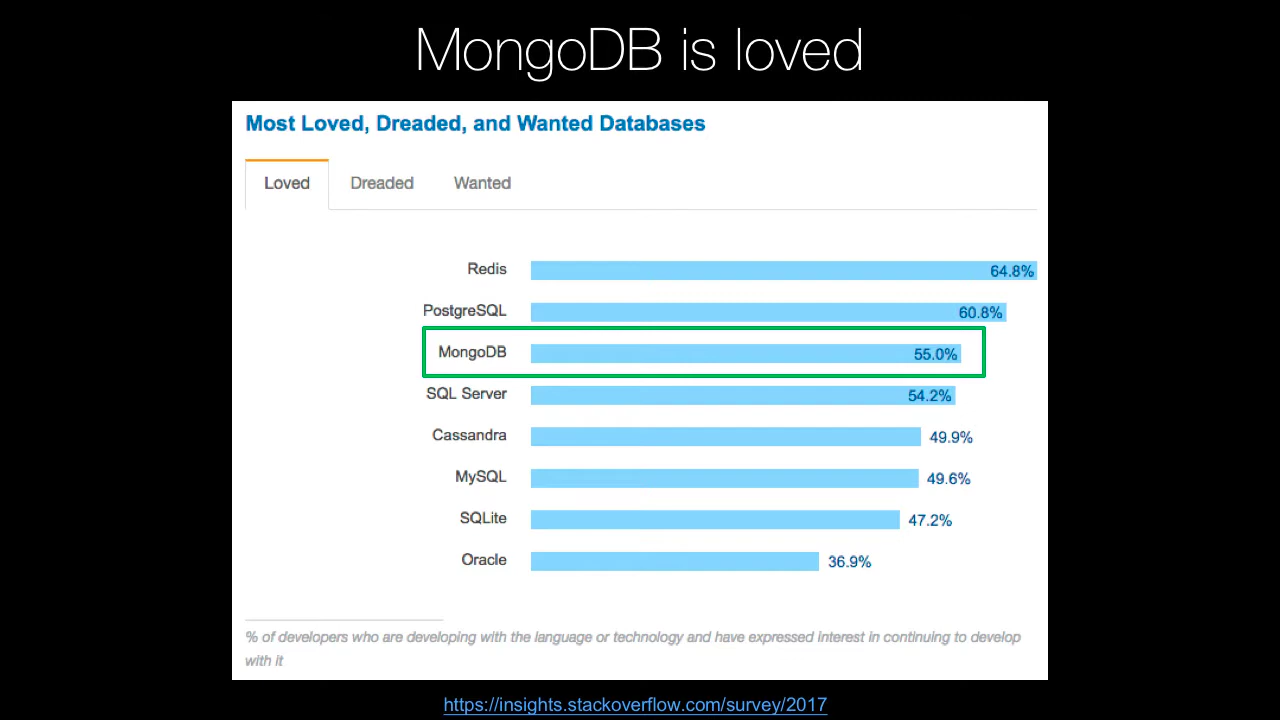 MongoDB is loved
Most Loved, Dreaded, and Wanted Databases
Loved Dreaded Wanted
Redis 64.8%
PostgreSQL 60.8%
MongoDB 55.0%
SQL Server 54.2%
Cassandra 49.9%
MySQL 49.6%
SQLite 47.2%
Oracle 36.9%
% of developers who are developing with the language or technology and have expressed interest in continuing to develop
with it
https://insights.stackoverflow.com/survey/2017